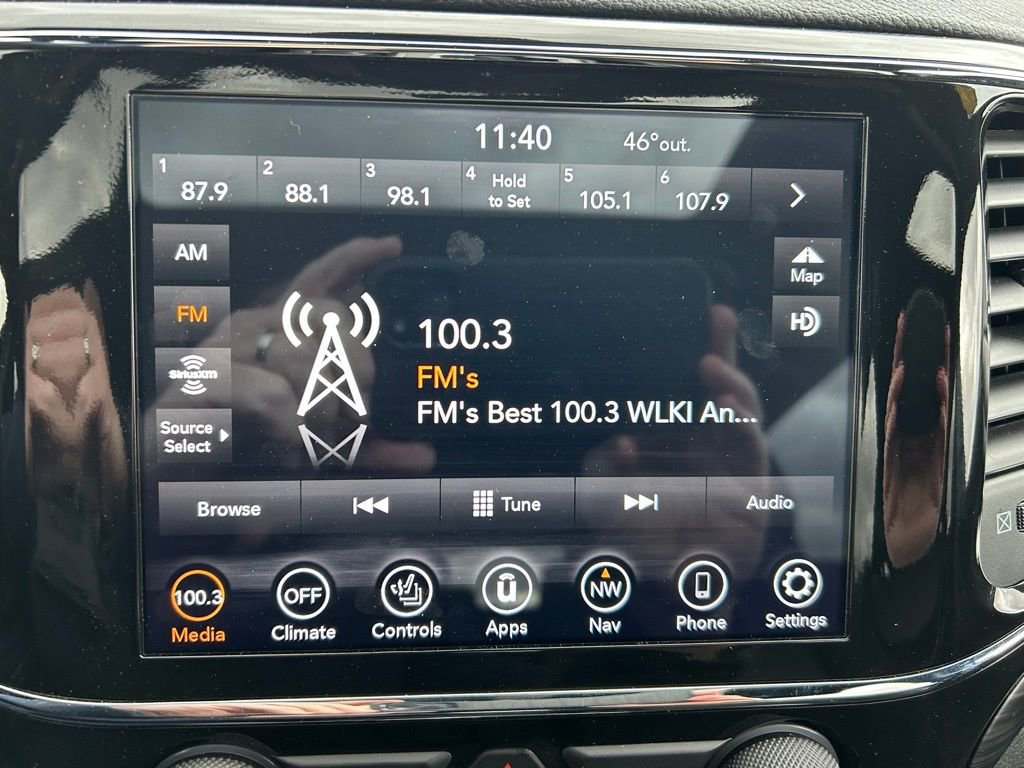 11:40 46°out.
1 87.9 2 88.1 3 98.1 4 Hold to Set 5 105.1 6 107.9
AM
FM
SiriusXM
Source
Select
Map
HD
100.3
FM's
FM's Best 100.3 WLKI An...
Browse Tune Audio
100.3 OFF u NW
Media Climate Controls Apps Nav Phone Settings